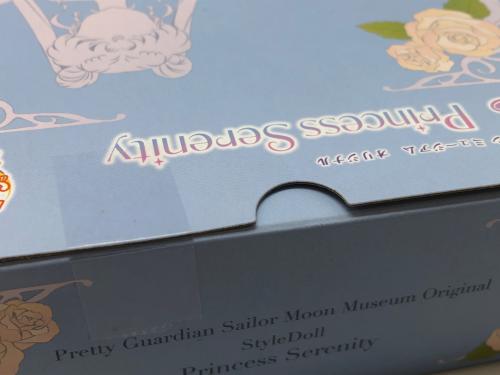 ン ミュージアム オリジナル
Princess Serenity
Pretty Guardian Sailor Moon Museum Original
StyleDoll
Princess Serenity